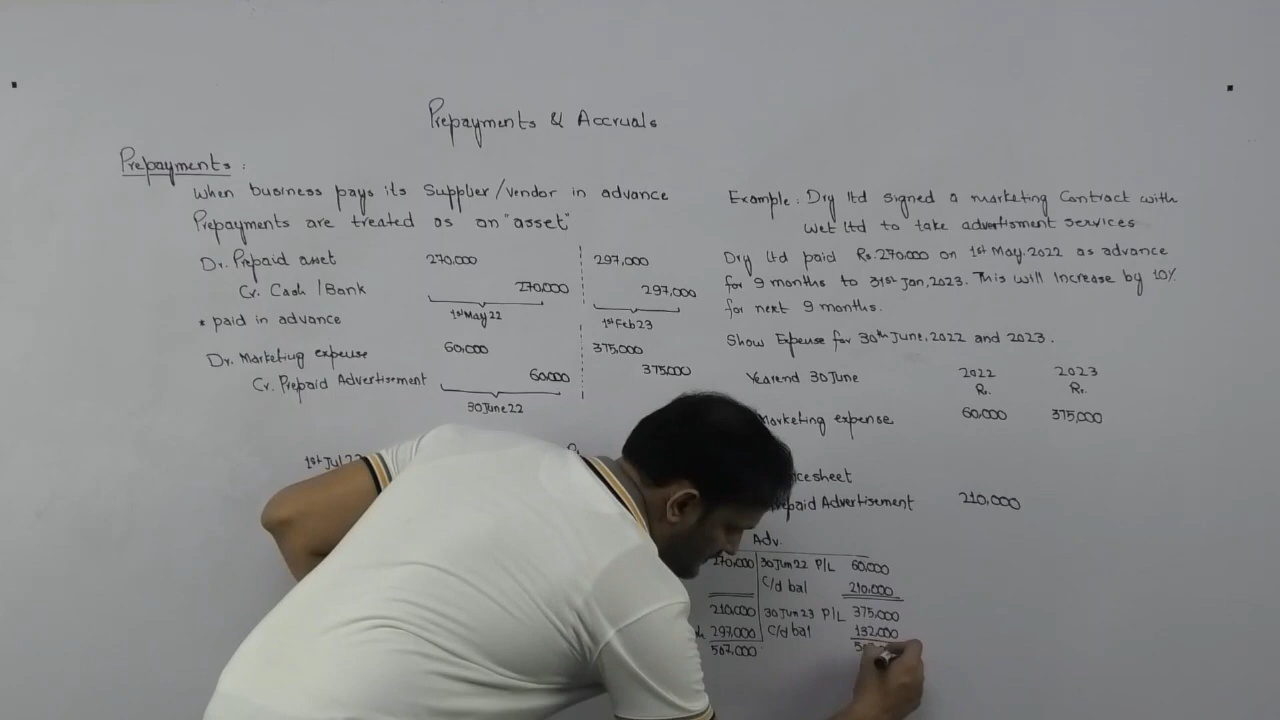 Prepayments & Accruals
Prepayments:
When business pays its Supplier/vendor in advance
Prepayments are treated as an "asset"
Dr. Prepaid asset 270,000 297,000
Cr. Cash/Bank 270,000 297,000
* paid in advance 1st May 22 1st Feb 23
Dr. Marketing expense 60,000 375,000
Cr. Prepaid Advertisement 60,000 375,000
30 June 22
1st Jul
Example: Dry ltd signed a marketing Contract with
Wet ltd to take advertisment services
Dry ltd paid Rs.270,000 on 1st May, 2022 as advance
for 9 months to 31st Jan, 2023. This will Increase by 10%
for next 9 months.
Show Expense for 30th June, 2022 and 2023.
Year end 30 June 2022 2023
Rs. Rs.
Marketing expense 60,000 375,000
cesheet
Prepaid Advertisement 210,000
Adv.
270,000 30 Jun 22 P/L 60,000
C/d bal 210,000
210,000 30 Jun 23 P/L 375,000
297,000 C/d bal 132,000
507,000